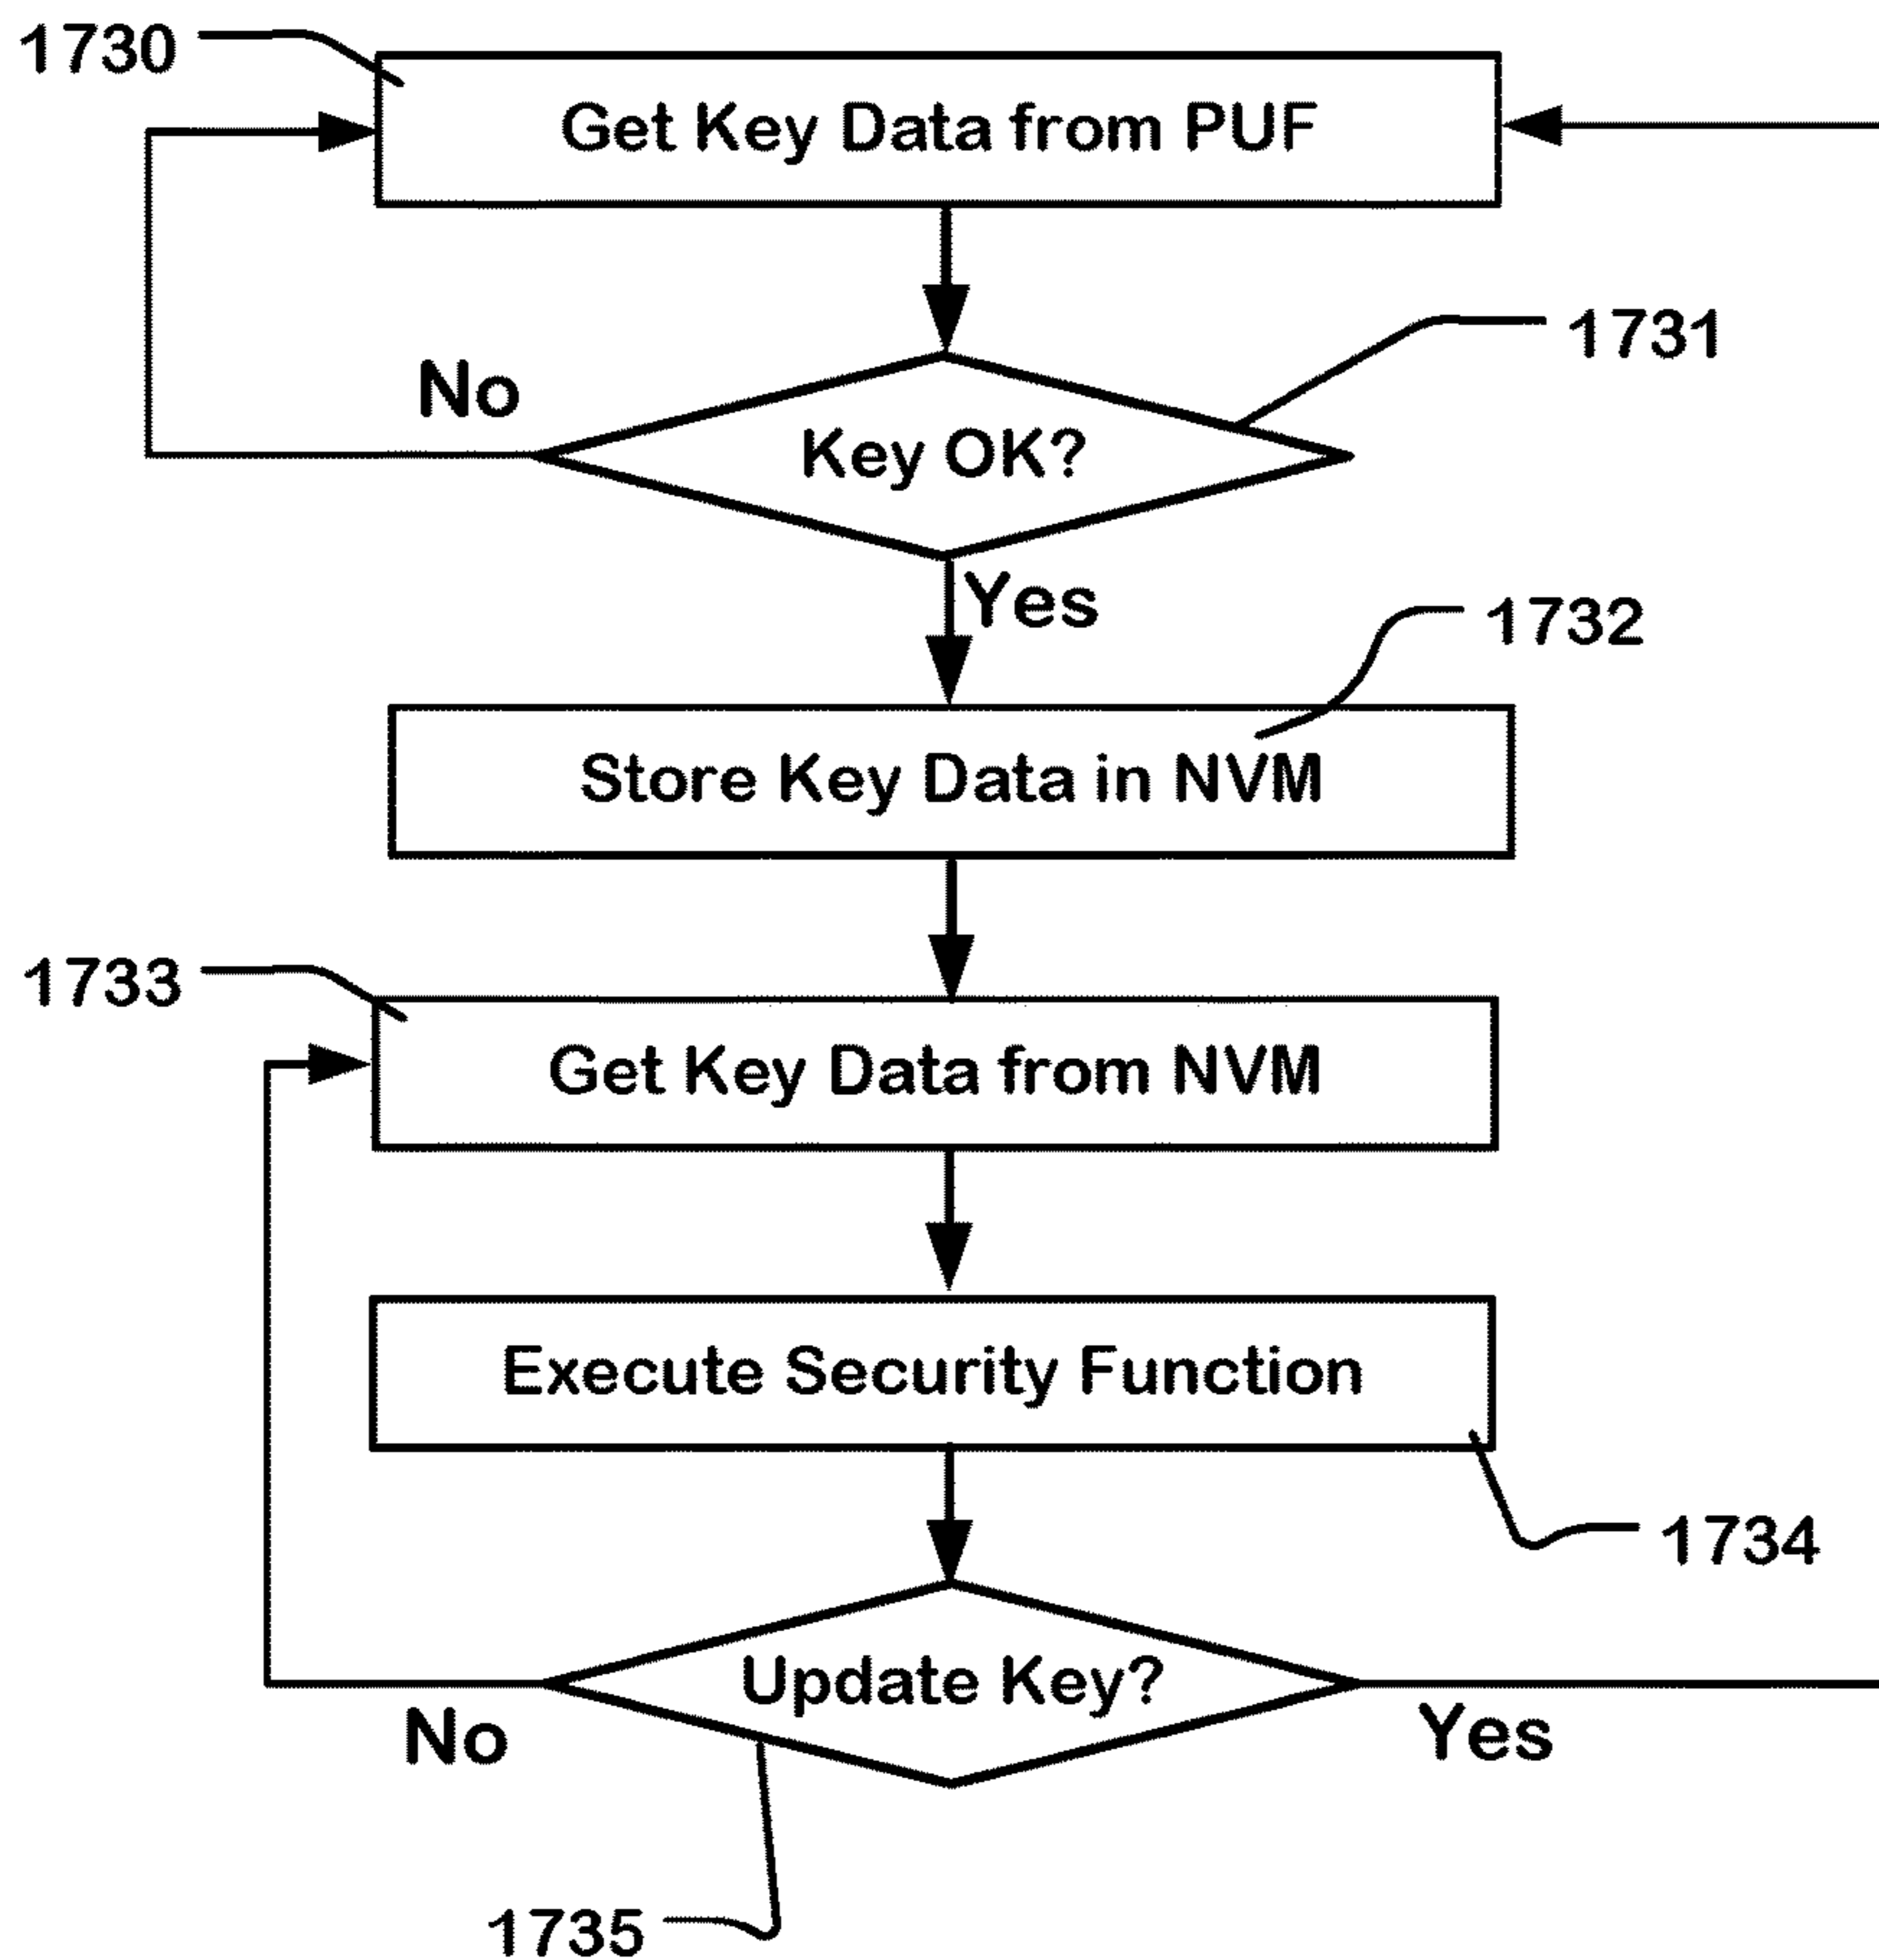 1730
Get Key Data from PUF
No
Key OK?
1731
Yes
1732
Store Key Data in NVM
1733
Get Key Data from NVM
Execute Security Function
1734
Update Key?
No
Yes
1735